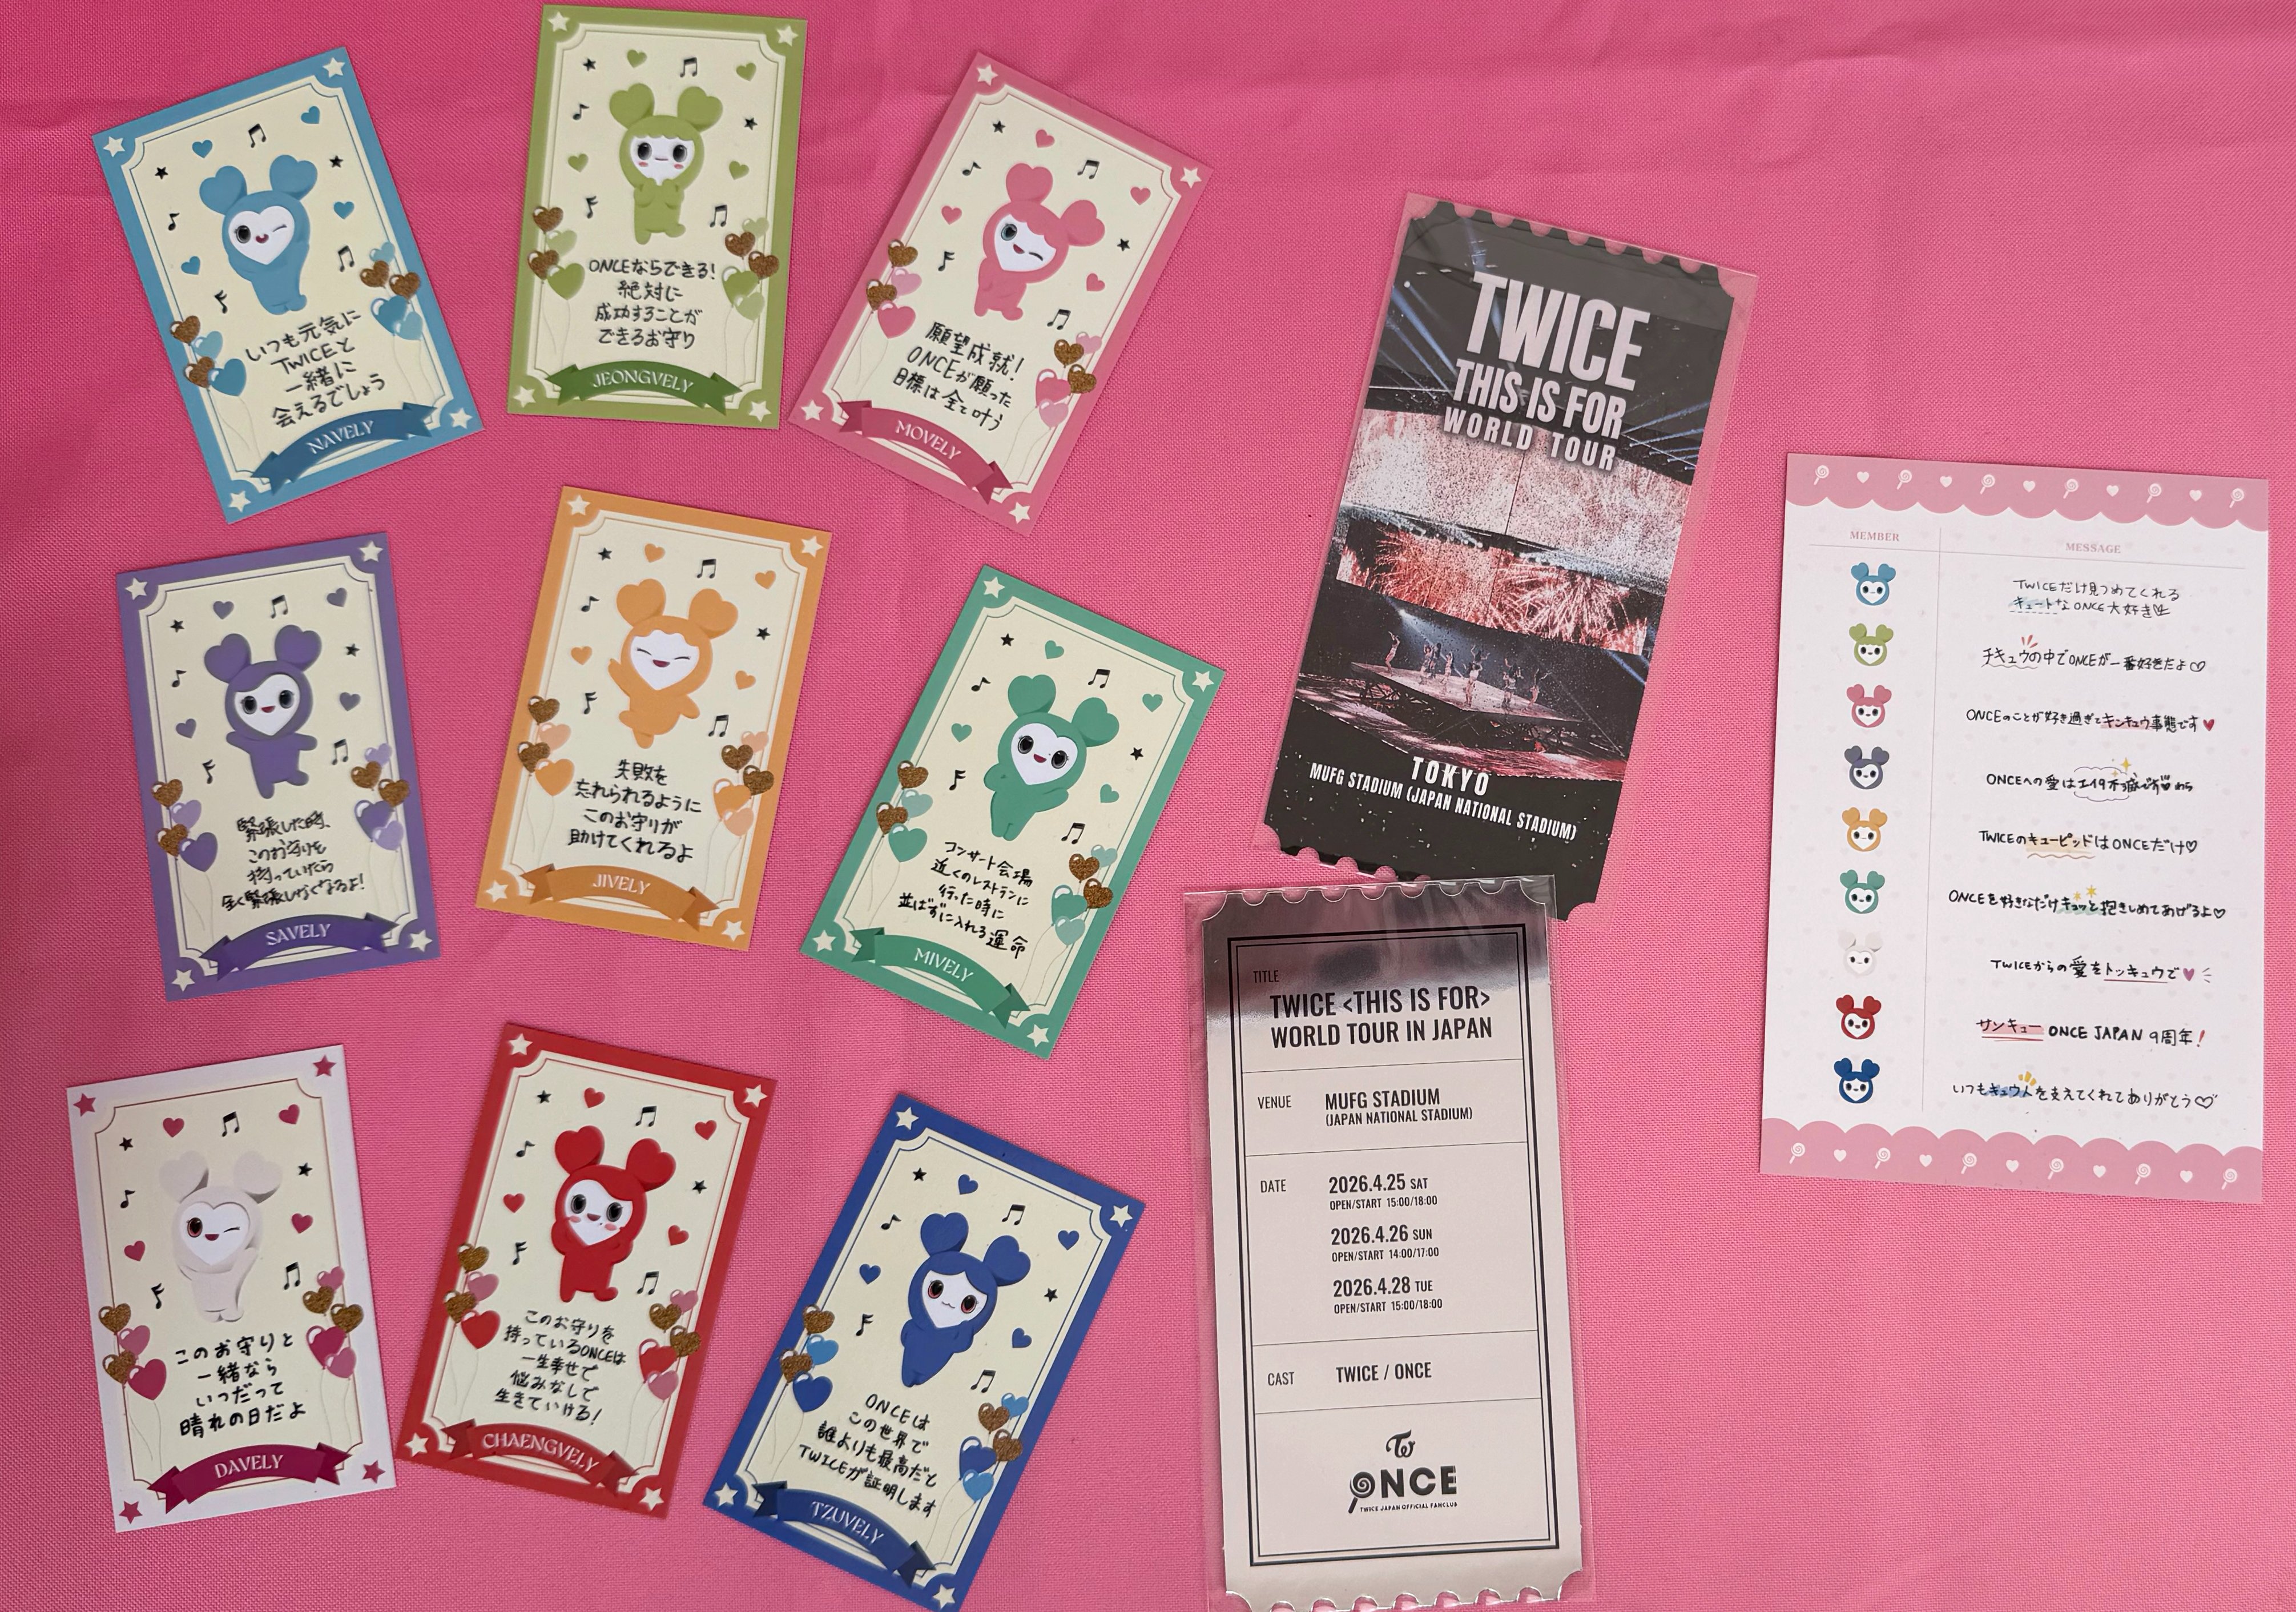 いつも元気に
TWICEと
一緒に
会えるでしょう
NAVELY
ONCEならできる!
絶対に
成功することが
できるお守り
JEONGVELY
願望成就!
ONCEが願った
目標は全て叶う
MOVELY
緊張した時、
このお守りを
持っていたら
全く緊張しなくなるよ!
SAVELY
失敗を
忘れられるように
このお守りが
助けてくれるよ
JIVELY
コンサート会場
近くのレストランに
行った時に
並ばずに入れる運命
MIVELY
このお守りと
一緒なら
いつだって
晴れの日だよ
DAVELY
このお守りを
持っているONCEは
一生幸せで
悩みなしで
生きていける!
CHAENGVELY
ONCEは
この世界で
誰よりも最高だと
TWICEが証明します
TZUVELY
TWICE
THIS IS FOR
WORLD TOUR
TOKYO
MUFG STADIUM (JAPAN NATIONAL STADIUM)
TITLE
TWICE <THIS IS FOR>
WORLD TOUR IN JAPAN
VENUE
MUFG STADIUM
(JAPAN NATIONAL STADIUM)
DATE
2026.4.25 SAT
OPEN/START 15:00/18:00
2026.4.26 SUN
OPEN/START 14:00/17:00
2026.4.28 TUE
OPEN/START 15:00/18:00
CAST
TWICE / ONCE
ONCE
TWICE JAPAN OFFICIAL FANCLUB
MEMBER
MESSAGE
TWICEだけ見つめてくれる
キュートなONCE大好き
チキュウの中でONCEが一番好きだよ♡
ONCEのことが好き過ぎてキンキュウ事態です♥
ONCEへの愛は
TWICEのキューピッドはONCEだけ♡
ONCEを好きなだけキュッと抱きしめてあげるよ♡
TWICEからの愛をトッキュウで♥
サンキュー ONCE JAPAN 9周年!
いつもキュウ人を支えてくれてありがとう♡